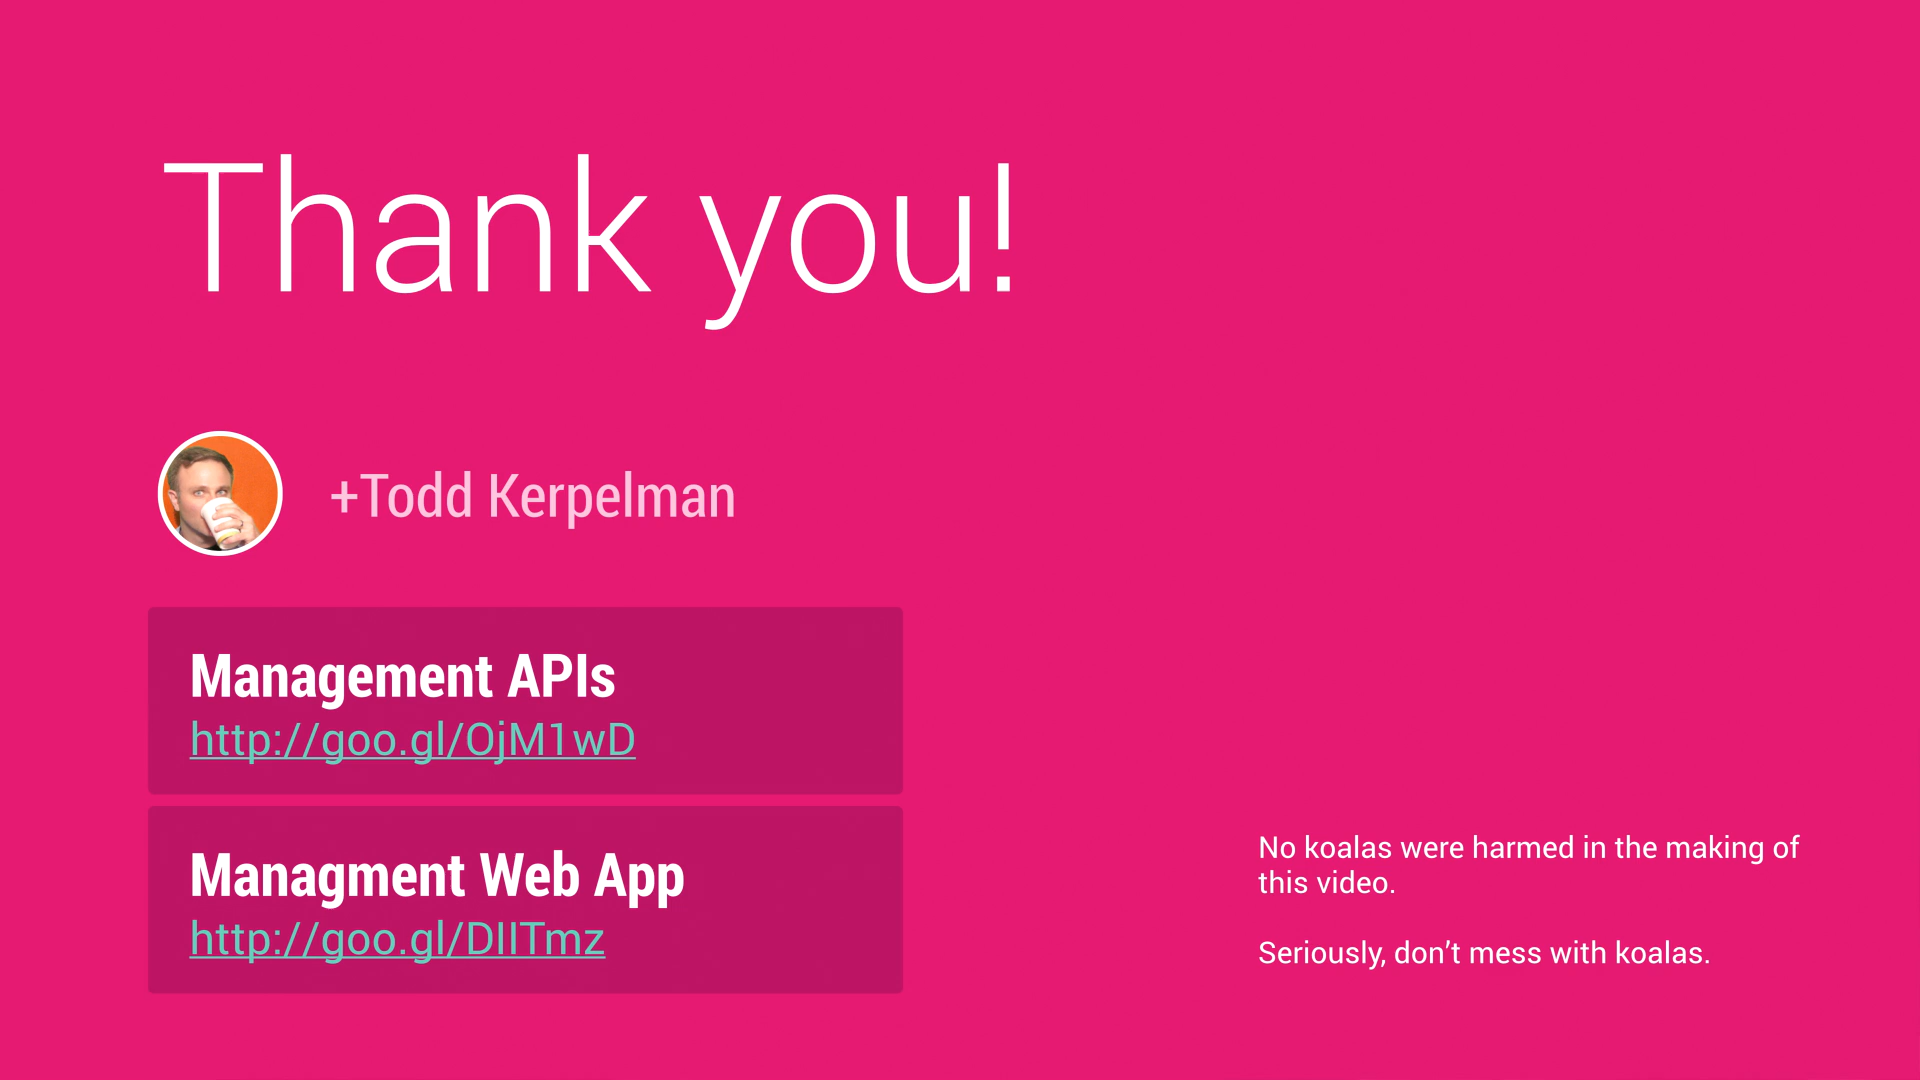 Thank you!
+Todd Kerpelman
Management APIs
http://goo.gl/OjM1wD
Managment Web App
http://goo.gl/DIITmz
No koalas were harmed in the making of
this video.
Seriously, don’t mess with koalas.